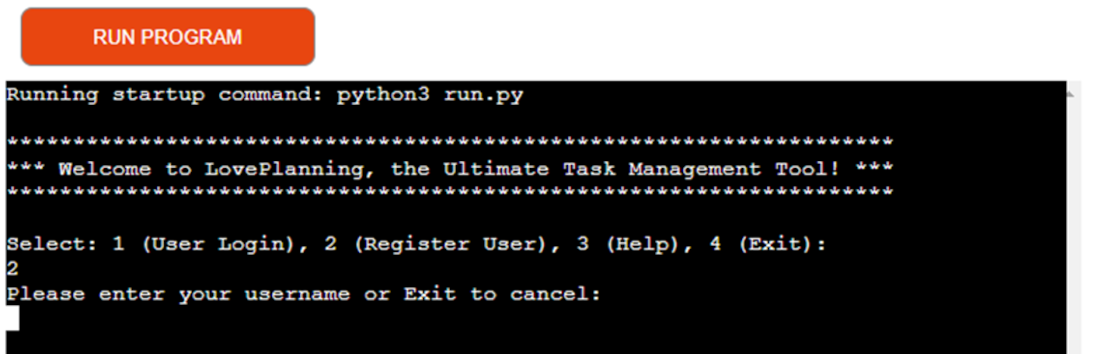 RUN PROGRAM
Running startup command: python3 run.py
*******************************************************************
*** Welcome to LovePlanning, the Ultimate Task Management Tool! ***
*******************************************************************
Select: 1 (User Login), 2 (Register User), 3 (Help), 4 (Exit):
2
Please enter your username or Exit to cancel: